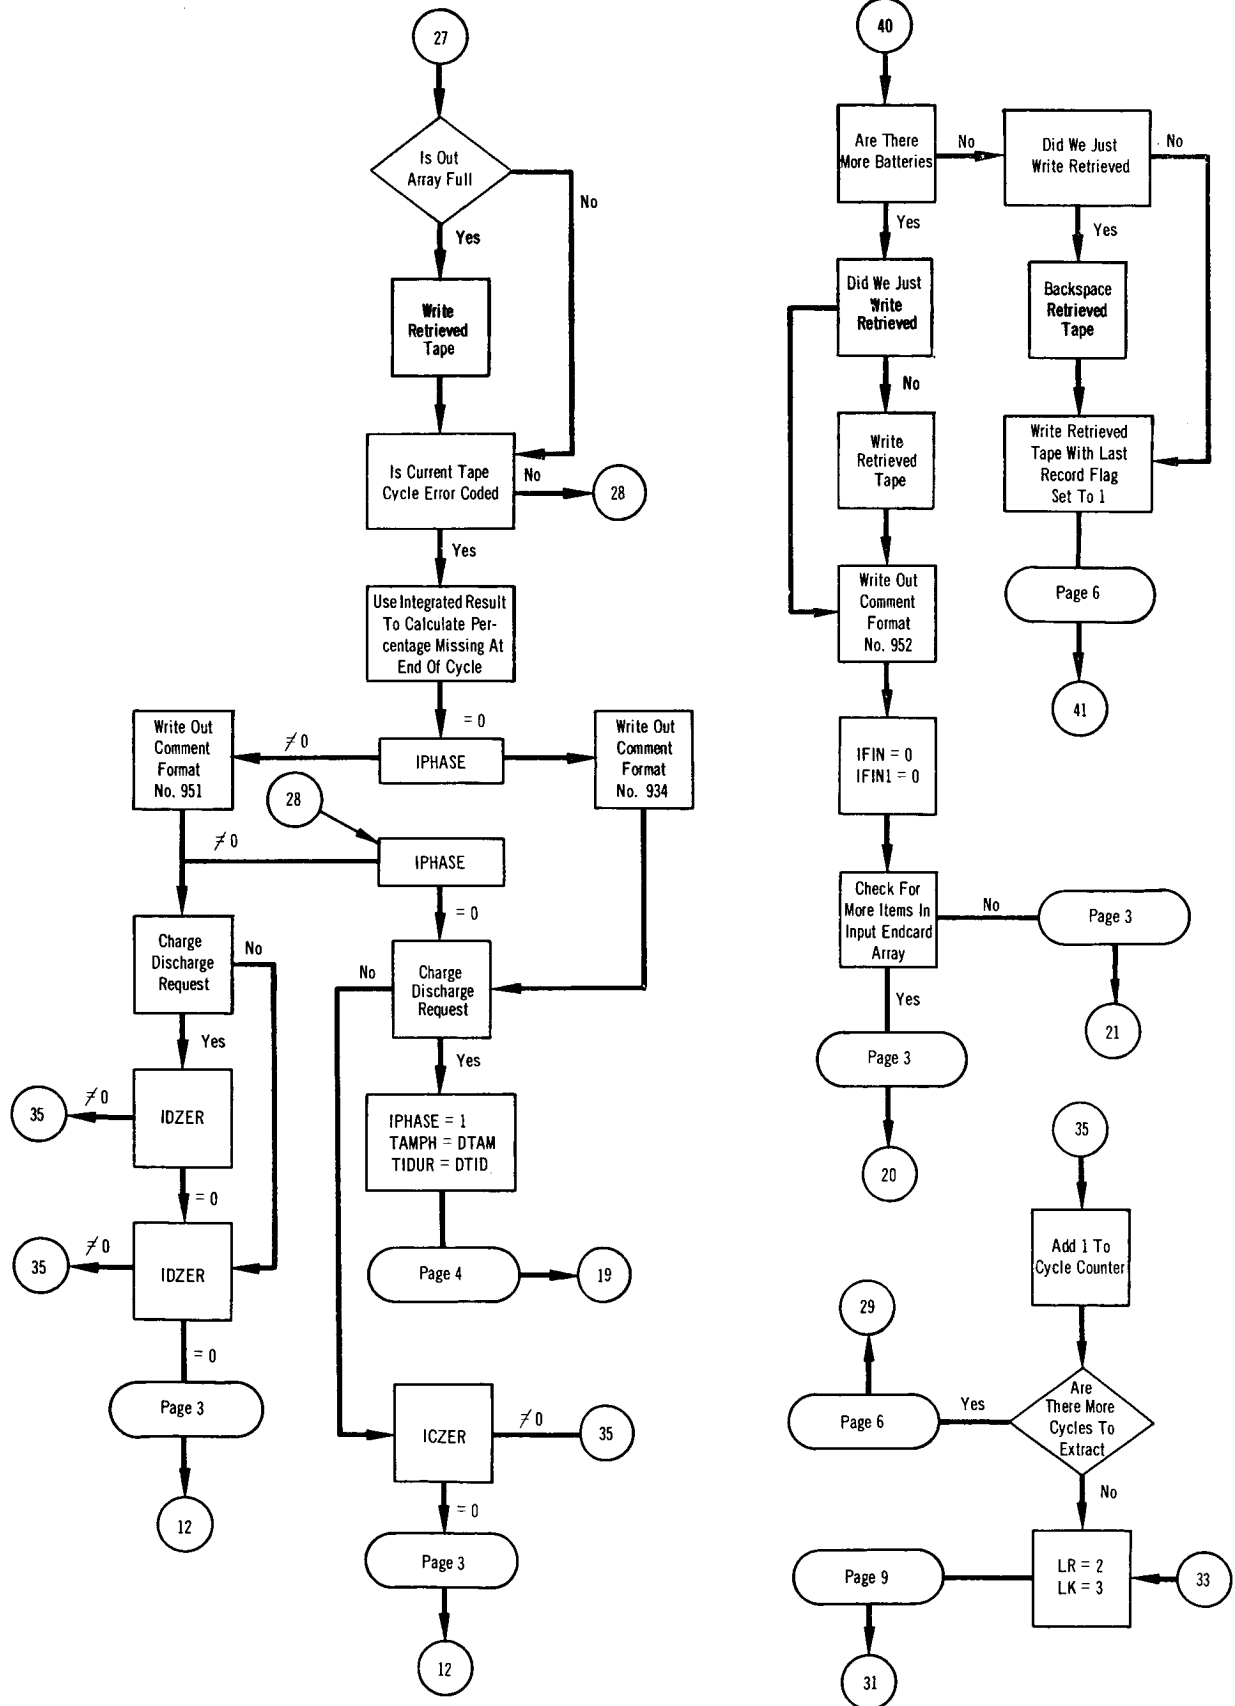 27
Is Out
Array Full
No
Yes
Write
Retrieved
Tape
Is Current Tape
Cycle Error Coded
No
28
Yes
Use Integrated Result
To Calculate Per-
centage Missing At
End Of Cycle
= 0
Write Out
Comment
Format
No. 951
≠ 0
IPHASE
Write Out
Comment
Format
No. 934
28
≠ 0
IPHASE
= 0
Charge
Discharge
Request
No
Yes
No
Charge
Discharge
Request
Yes
35
≠ 0
IDZER
= 0
IPHASE = 1
TAMPH = DTAM
TIDUR = DTID
35
≠ 0
IDZER
= 0
Page 4
19
Page 3
12
ICZER
≠ 0
35
= 0
Page 3
12
40
Are There
More Batteries
No
Did We Just
Write Retrieved
No
Yes
Yes
Did We Just
Write
Retrieved
Backspace
Retrieved
Tape
No
Write
Retrieved
Tape
Write Retrieved
Tape With Last
Record Flag
Set To 1
Write Out
Comment
Format
No. 952
Page 6
41
IFIN = 0
IFIN1 = 0
Check For
More Items In
Input Endcard
Array
No
Page 3
21
Yes
Page 3
20
35
Add 1 To
Cycle Counter
29
Are
There More
Cycles To
Extract
Yes
Page 6
No
LR = 2
LK = 3
33
Page 9
31